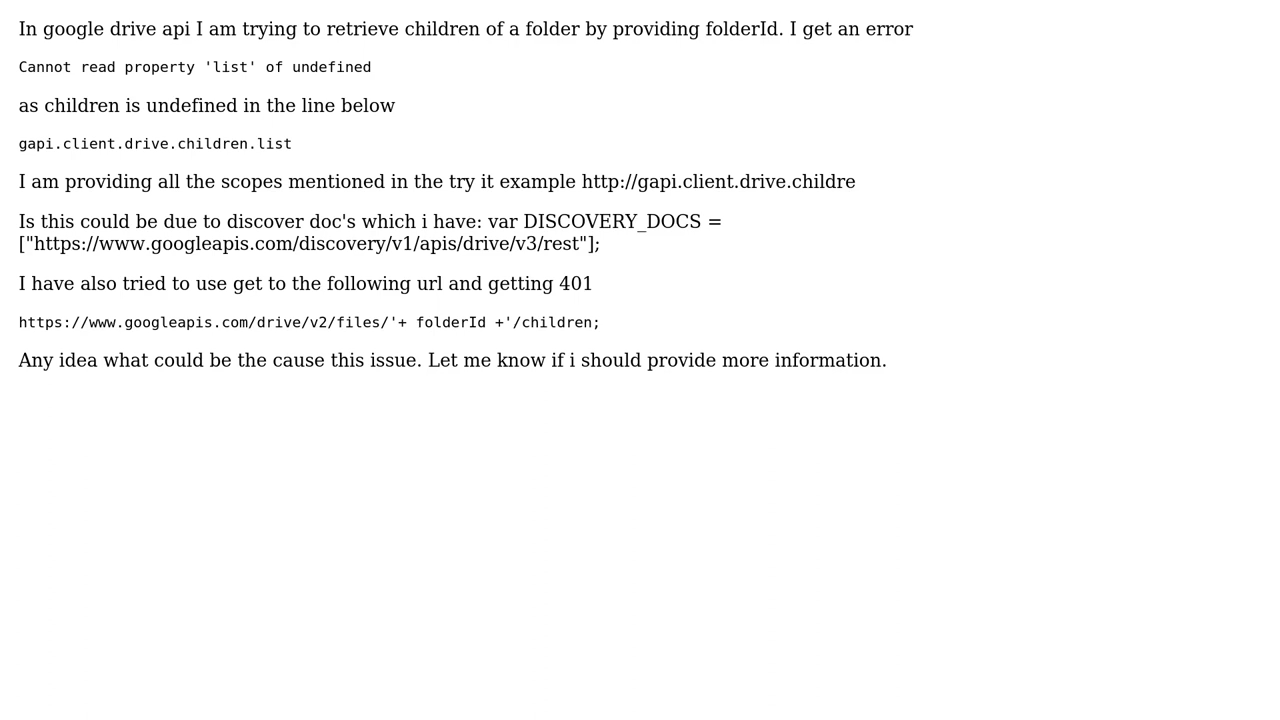 In google drive api I am trying to retrieve children of a folder by providing folderId. I get an error
Cannot read property 'list' of undefined
as children is undefined in the line below
gapi.client.drive.children.list
I am providing all the scopes mentioned in the try it example http://gapi.client.drive.childre
Is this could be due to discover doc's which i have: var DISCOVERY_DOCS =
["https://www.googleapis.com/discovery/v1/apis/drive/v3/rest"];
I have also tried to use get to the following url and getting 401
https://www.googleapis.com/drive/v2/files/'+ folderId +'/children;
Any idea what could be the cause this issue. Let me know if i should provide more information.